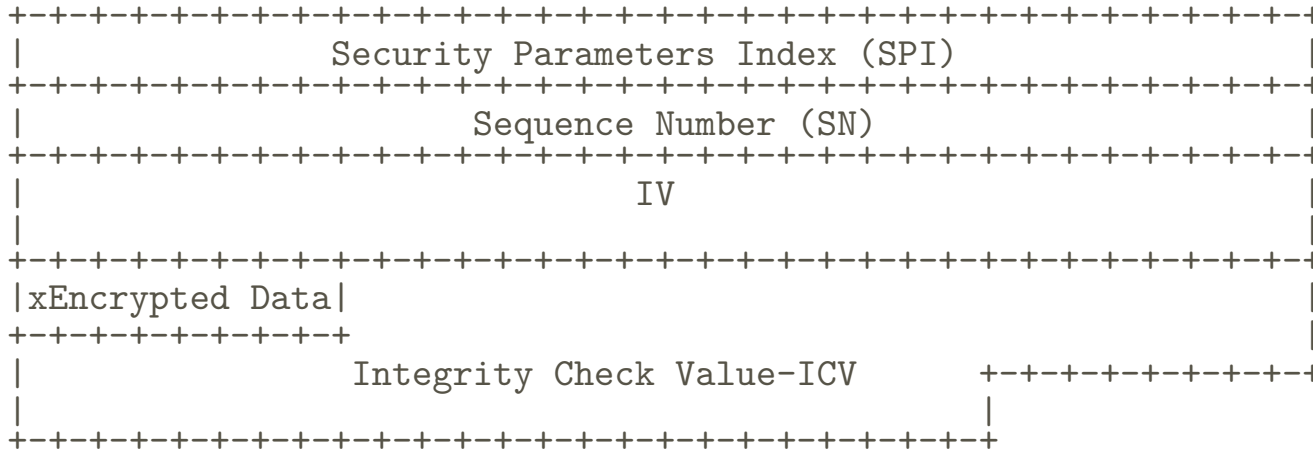 +-+-+-+-+-+-+-+-+-+-+-+-+-+-+-+-+-+-+-+-+-+-+-+-+-+-+-+-+-+-+-+-+
| Security Parameters Index (SPI) |
+-+-+-+-+-+-+-+-+-+-+-+-+-+-+-+-+-+-+-+-+-+-+-+-+-+-+-+-+-+-+-+-+
| Sequence Number (SN) |
+-+-+-+-+-+-+-+-+-+-+-+-+-+-+-+-+-+-+-+-+-+-+-+-+-+-+-+-+-+-+-+-+
| IV |
| |
+-+-+-+-+-+-+-+-+-+-+-+-+-+-+-+-+-+-+-+-+-+-+-+-+-+-+-+-+-+-+-+-+
|xEncrypted Data| |
+-+-+-+-+-+-+-+-+ |
| Integrity Check Value-ICV +-+-+-+-+-+-+-+-+
| |
+-+-+-+-+-+-+-+-+-+-+-+-+-+-+-+-+-+-+-+-+-+-+-+-+